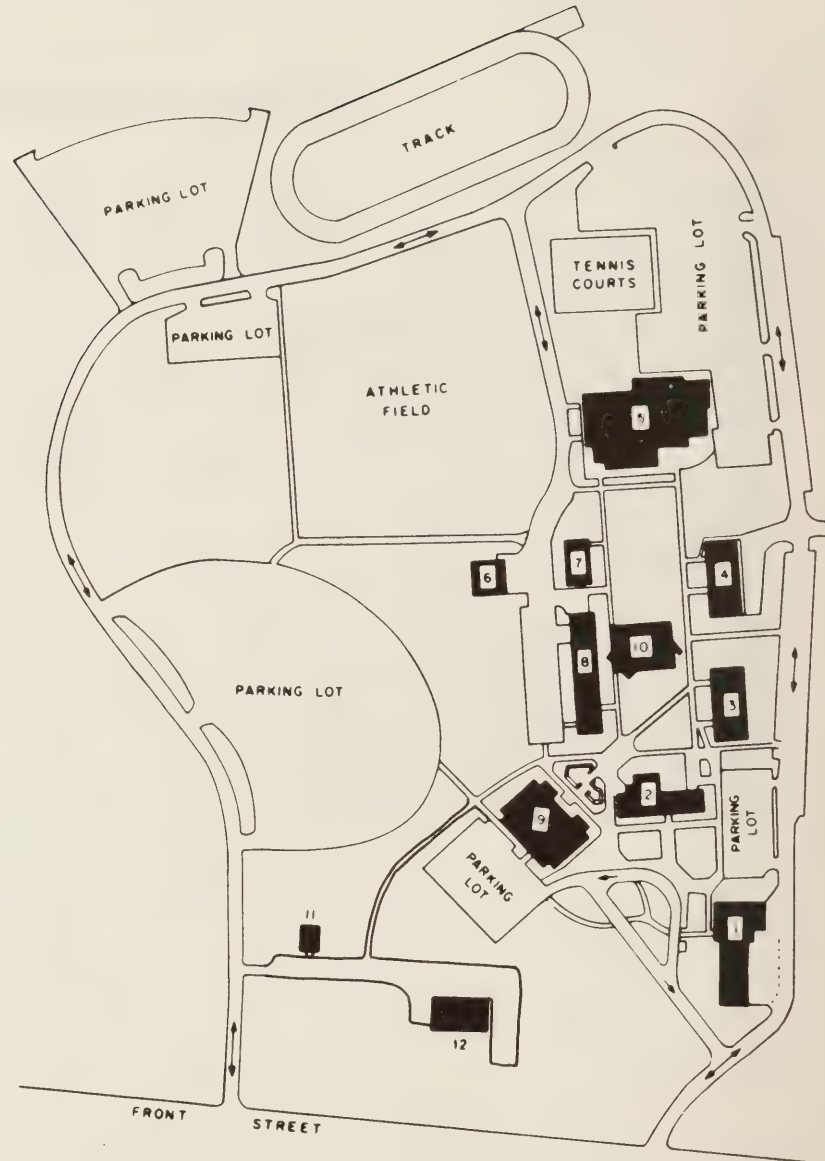 TRACK
PARKING LOT
PARKING LOT
TENNIS
COURTS
PARKING LOT
ATHLETIC
FIELD
5
6
7
4
8
10
3
PARKING LOT
2
9
PARKING
LOT
PARKING
LOT
1
11
12
FRONT STREET